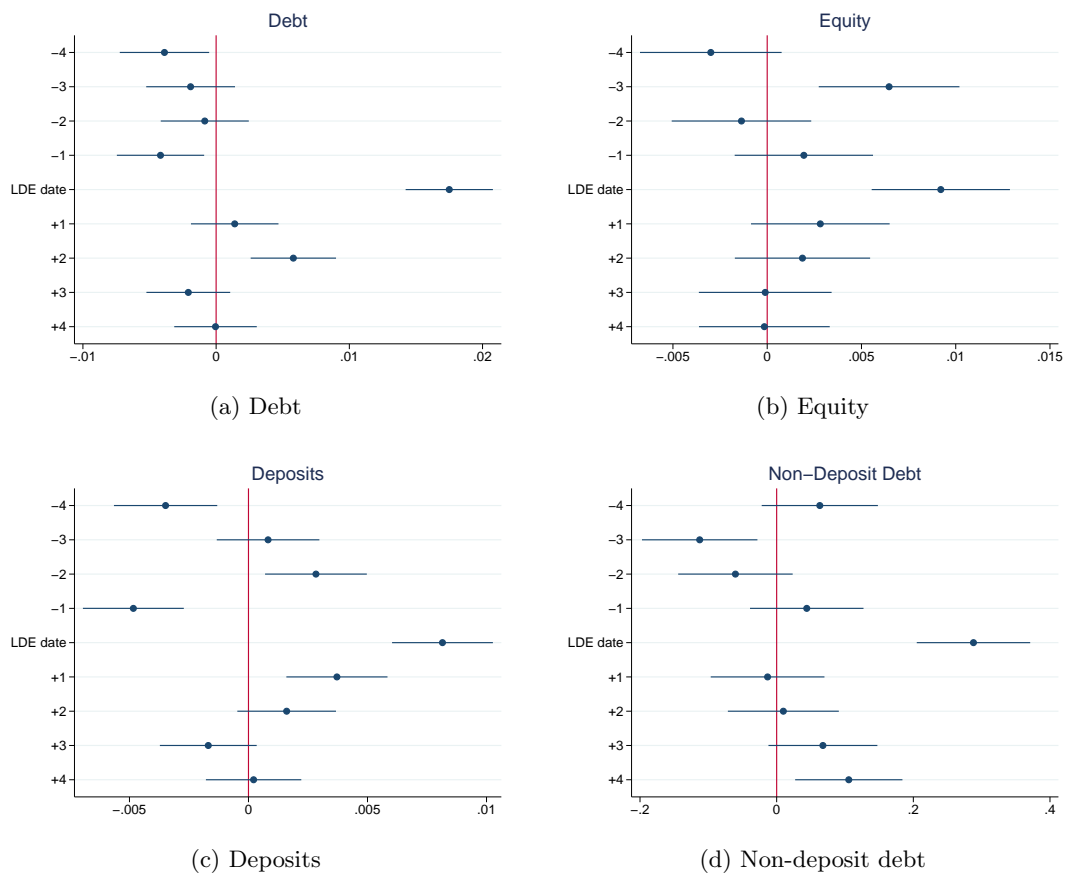 Debt
−4
−3
−2
−1
LDE date
+1
+2
+3
+4
−.01 0 .01 .02
(a) Debt
Equity
−4
−3
−2
−1
LDE date
+1
+2
+3
+4
−.005 0 .005 .01 .015
(b) Equity
Deposits
−4
−3
−2
−1
LDE date
+1
+2
+3
+4
−.005 0 .005 .01
(c) Deposits
Non−Deposit Debt
−4
−3
−2
−1
LDE date
+1
+2
+3
+4
−.2 0 .2 .4
(d) Non-deposit debt